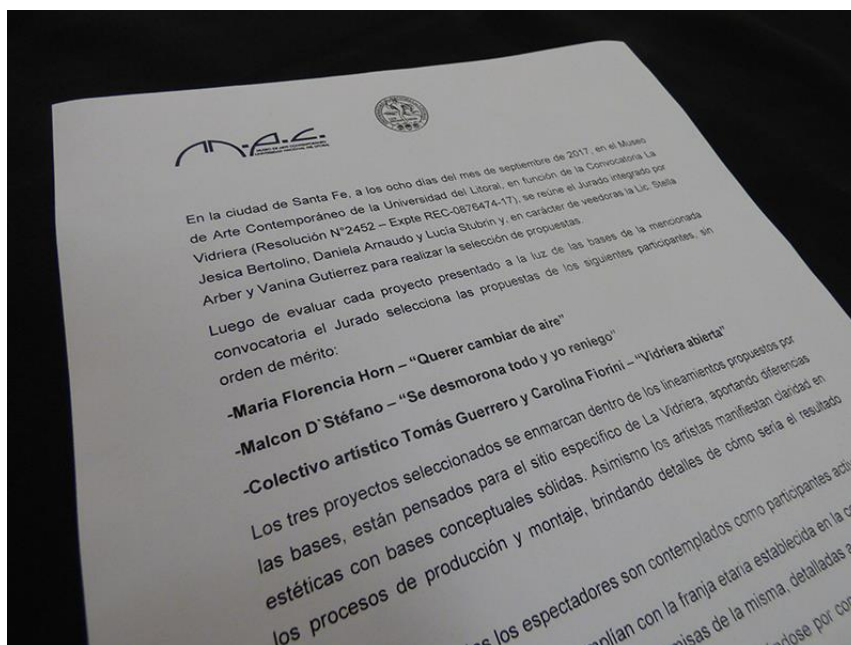 M.A.C.
MUSEO DE ARTE CONTEMPORÁNEO
UNIVERSIDAD NACIONAL DEL LITORAL
En la ciudad de Santa Fe, a los ocho días del mes de septiembre de 2017, en el Museo
de Arte Contemporáneo de la Universidad del Litoral, en función de la Convocatoria La
Vidriera (Resolución N°2452 – Expte REC-0876474-17), se reúne el Jurado integrado por
Jesica Bertolino, Daniela Arnaudo y Lucía Stubrin y, en carácter de veedoras la Lic. Stella
Arber y Vanina Gutierrez para realizar la selección de propuestas.
Luego de evaluar cada proyecto presentado a la luz de las bases de la mencionada
convocatoria el Jurado selecciona las propuestas de los siguientes participantes, sin
orden de mérito:
-Maria Florencia Horn – “Querer cambiar de aire”
-Malcon D`Stéfano – “Se desmorona todo y yo reniego”
-Colectivo artístico Tomás Guerrero y Carolina Fiorini – “Vidriera abierta”
Los tres proyectos seleccionados se enmarcan dentro de los lineamientos propuestos por
las bases, están pensados para el sitio específico de La Vidriera, aportando diferencias
estéticas con bases conceptuales sólidas. Asimismo los artistas manifiestan claridad en
los procesos de producción y montaje, brindando detalles de cómo sería el resultado
los espectadores son contemplados como participantes
con la franja etaria establecida en la
de la misma, detalladas
por